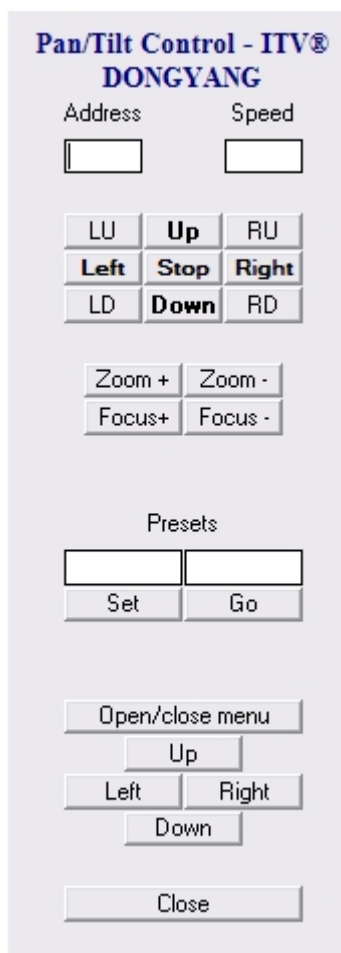 Pan/Tilt Control - ITV®
DONGYANG
Address Speed
LU Up RU
Left Stop Right
LD Down RD
Zoom + Zoom -
Focus+ Focus -
Presets
Set Go
Open/close menu
Up
Left Right
Down
Close